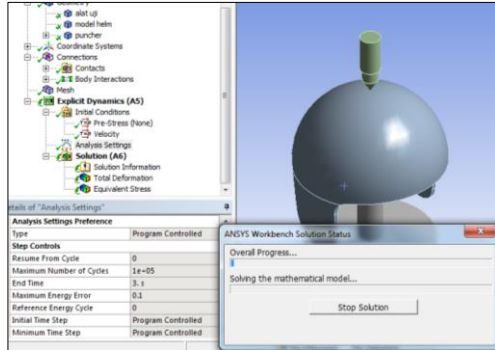 Geometry
alat uji
model helm
puncher
Coordinate Systems
Connections
Contacts
Body Interactions
Mesh
Explicit Dynamics (A5)
Initial Conditions
Pre-Stress (None)
Velocity
Analysis Settings
Solution (A6)
Solution Information
Total Deformation
Equivalent Stress
etails of "Analysis Settings"
Analysis Settings Preference
Type Program Controlled
Step Controls
Resume From Cycle 0
Maximum Number of Cycles 1e+05
End Time 3. s
Maximum Energy Error 0.1
Reference Energy Cycle 0
Initial Time Step Program Controlled
Minimum Time Step Program Controlled
ANSYS Workbench Solution Status
Overall Progress...
Solving the mathematical model...
Stop Solution